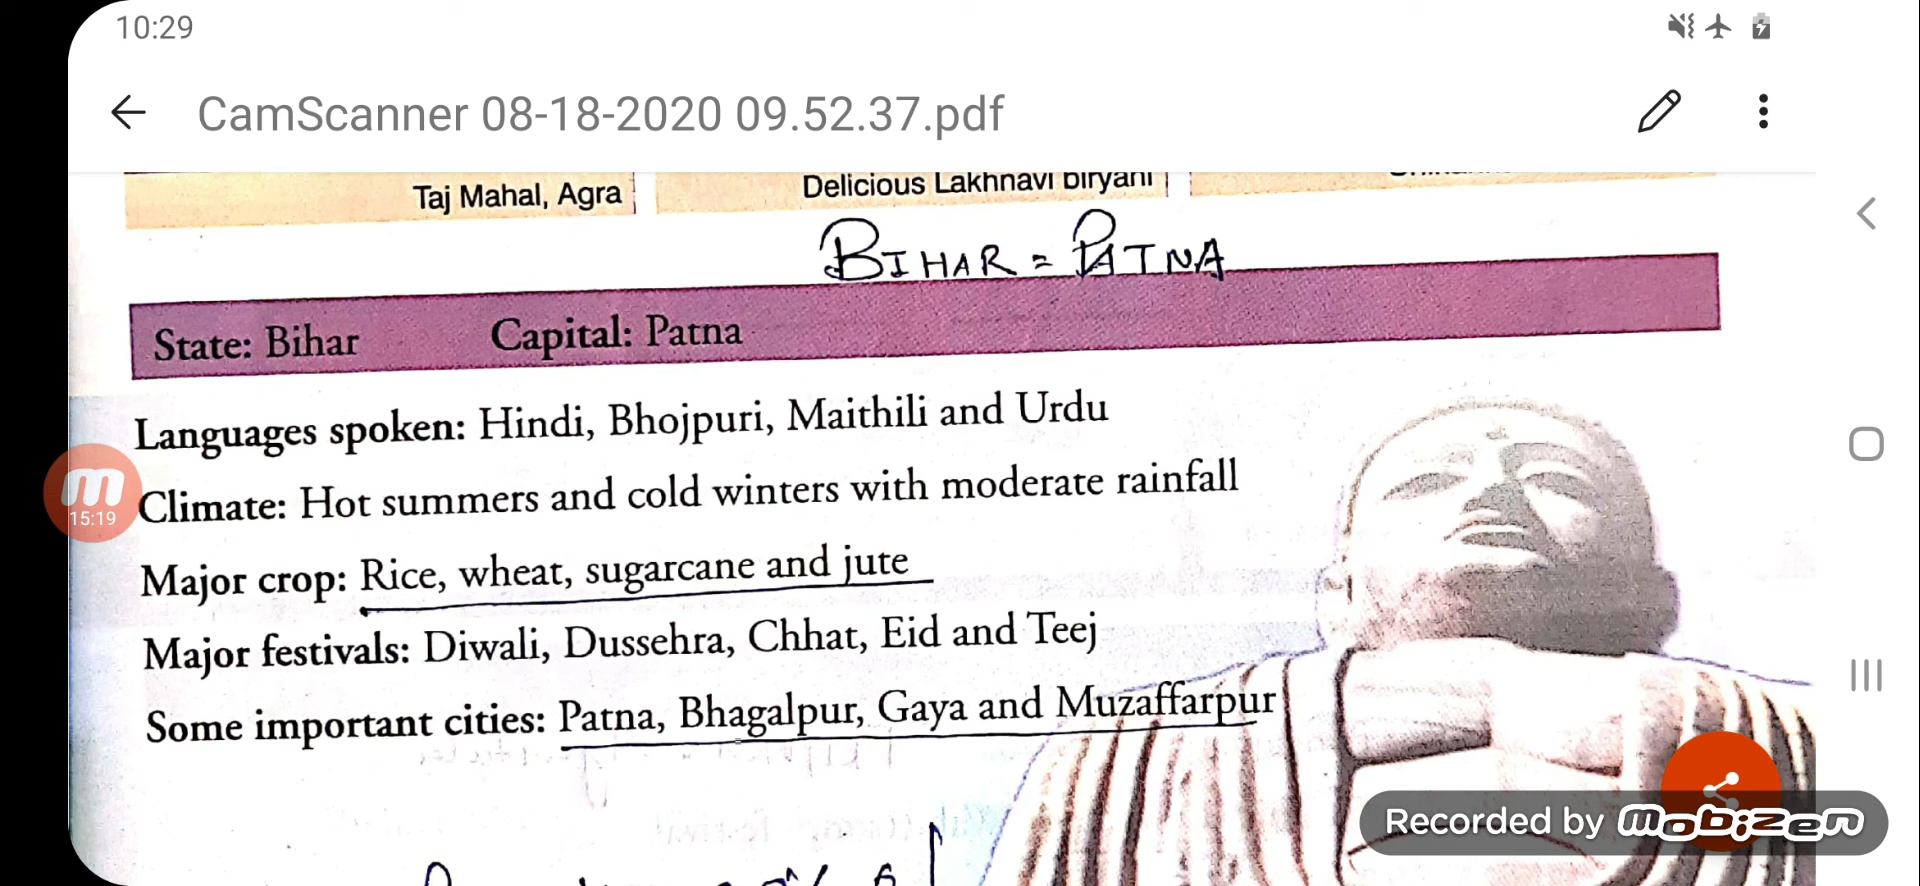 10:29
CamScanner 08-18-2020 09.52.37.pdf
Taj Mahal, Agra
Delicious Lakhnavi biryani
BIHAR = PATNA
State: Bihar Capital: Patna
Languages spoken: Hindi, Bhojpuri, Maithili and Urdu
Climate: Hot summers and cold winters with moderate rainfall
15:19
Major crop: Rice, wheat, sugarcane and jute
Major festivals: Diwali, Dussehra, Chhat, Eid and Teej
Some important cities: Patna, Bhagalpur, Gaya and Muzaffarpur
Recorded by mobizen